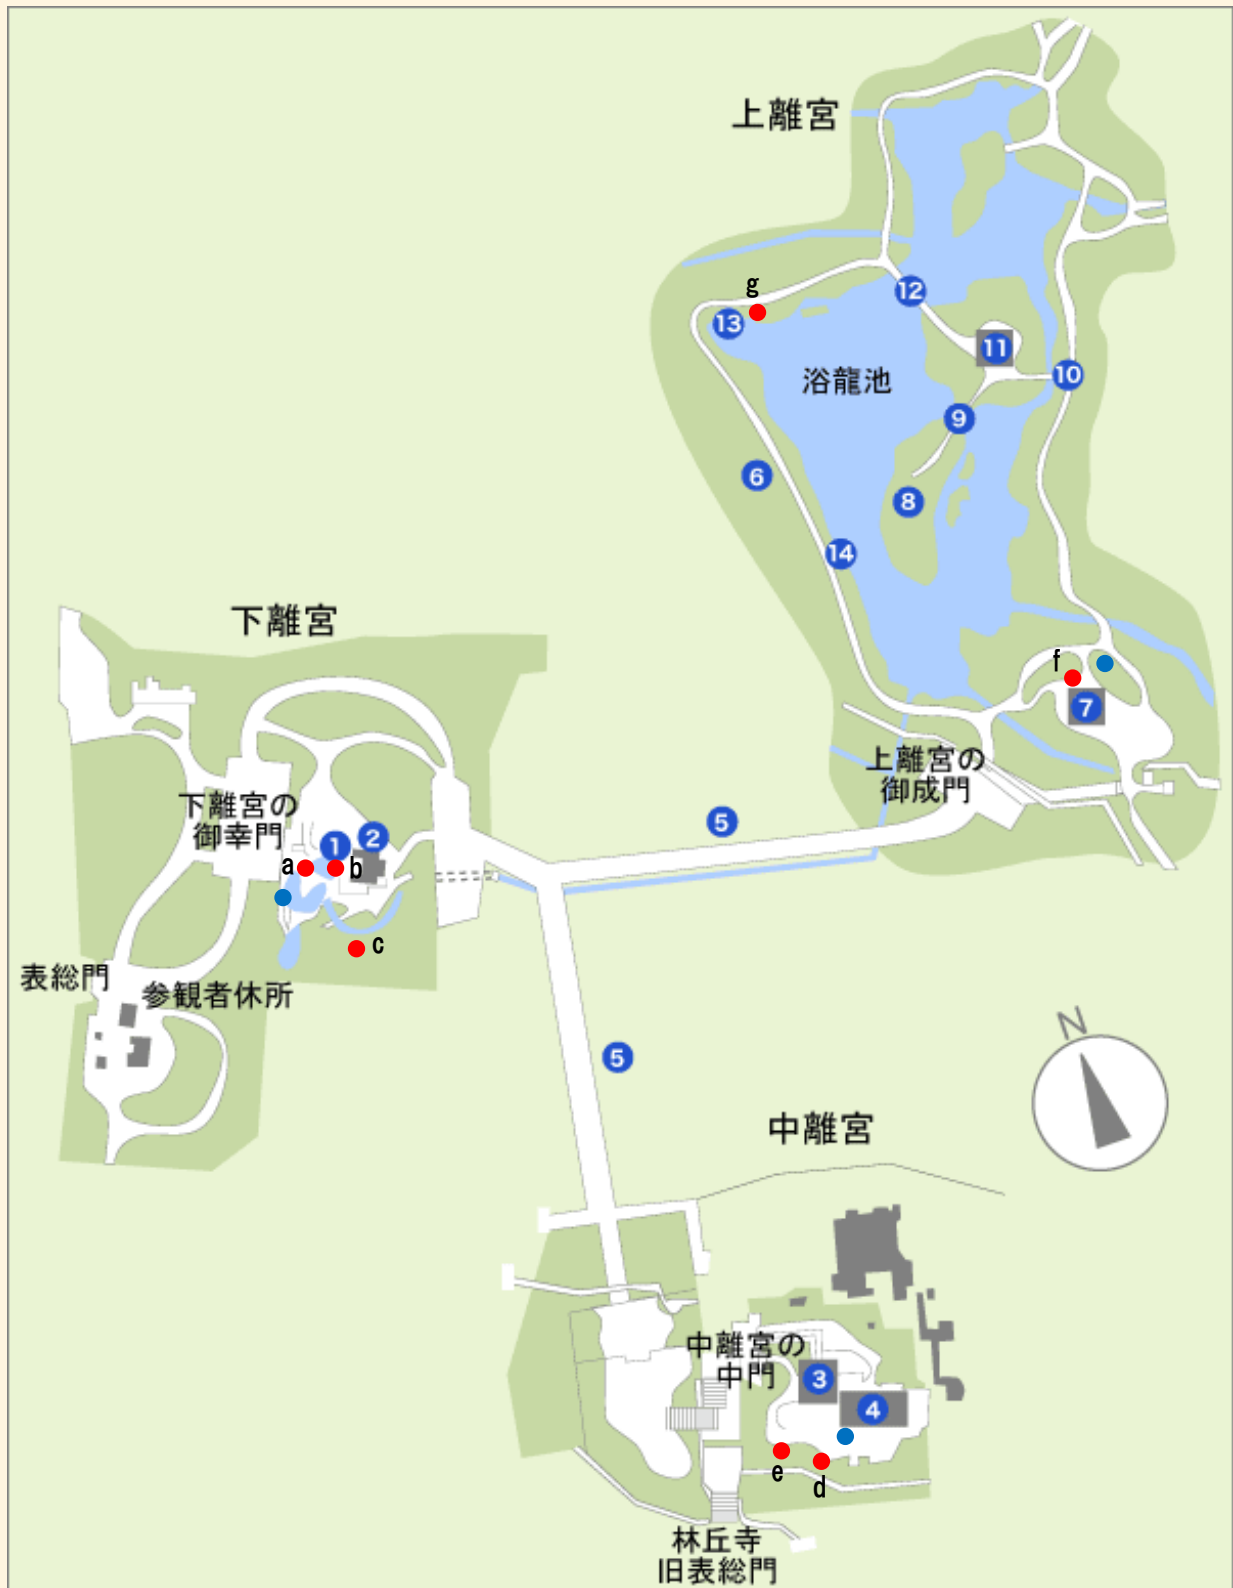 上離宮
g
12
13
11
浴龍池
10
9
6
8
14
下離宮
f
7
上離宮の
御成門
下離宮の
御幸門
5
2
1
a
b
c
表総門
参観者休所
N
5
中離宮
中離宮の
中門
3
4
e
d
林丘寺
旧表総門